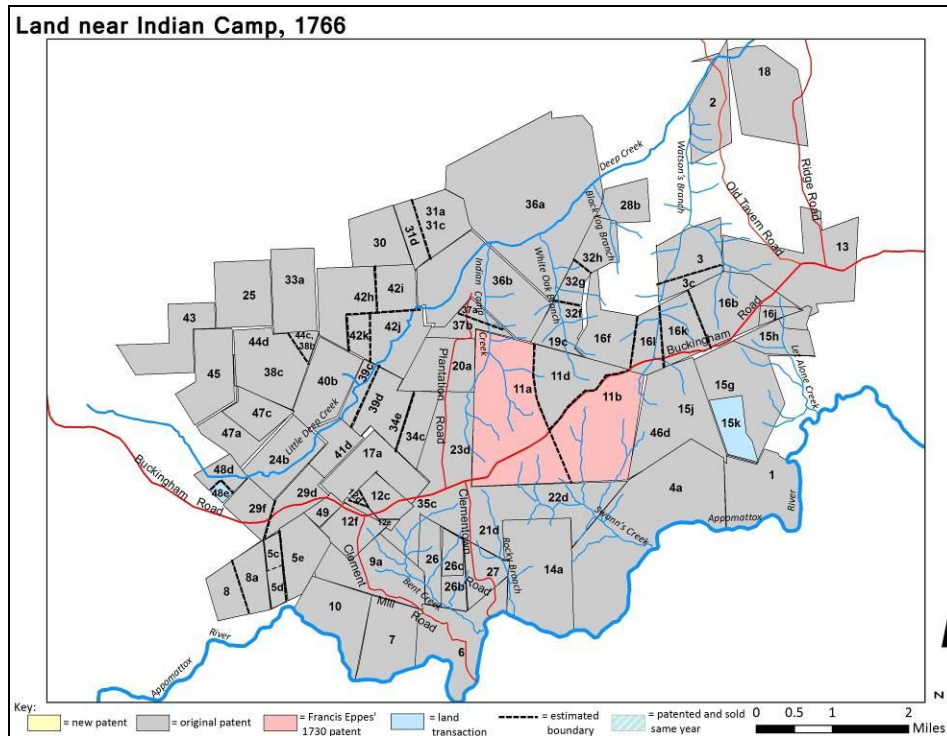 Land near Indian Camp, 1766
18
2
Deep Creek
Watson's Branch
Old Tavern Road
Ridge Road
36a
28b
Black Jog Branch
31a
31c
31d
30
13
3
3c
32h
32g
32f
White Oak Branch
Indian Camp
Creek
36b
33a
25
42h
42i
42j
42k
43
37a
37b
16b
16j
16k
16l
16f
Buckingham Road
15h
19c
44d
44c,
38b
38c
45
40b
39c
39d
20a
Plantation
Road
11a
11d
11b
15j
15g
15k
Let Alone Creek
47c
47a
Little Deep Creek
34e
34c
41d
17a
23d
46d
24b
48d
48e
Buckingham Road
29f
29d
49
12c
12f
12e
35c
Clementown
Road
22d
4a
1
Appomattox
River
Swann's Creek
21d
Rocky Branch
14a
5c
5e
5d
8a
8
9a
26
26c
26b
27
Bent Creek
Clement
Mill
Road
10
7
6
River
Appomattox
Key:
= new patent
= original patent
= Francis Eppes'
1730 patent
= land
transaction
= estimated
boundary
= patented and sold
same year
0 0.5 1 2
Miles
z